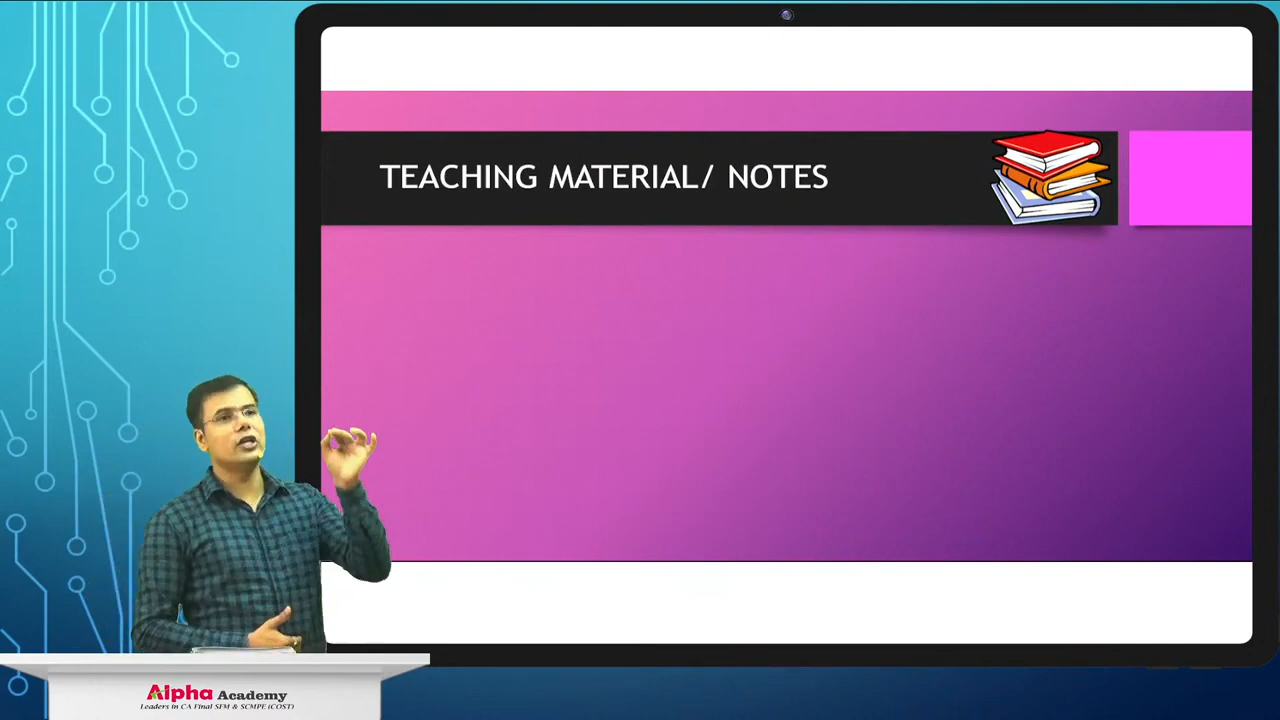 TEACHING MATERIAL/ NOTES
Alpha Academy
Leaders in CA Final SFM & SCMPE (COST)